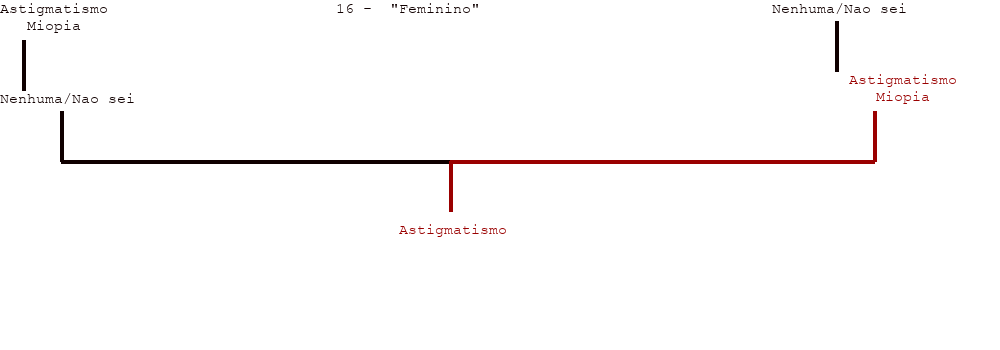 Astigmatismo
Miopia
16 -  "Feminino"
Nenhuma/Nao sei
Astigmatismo
Miopia
Nenhuma/Nao sei
Astigmatismo